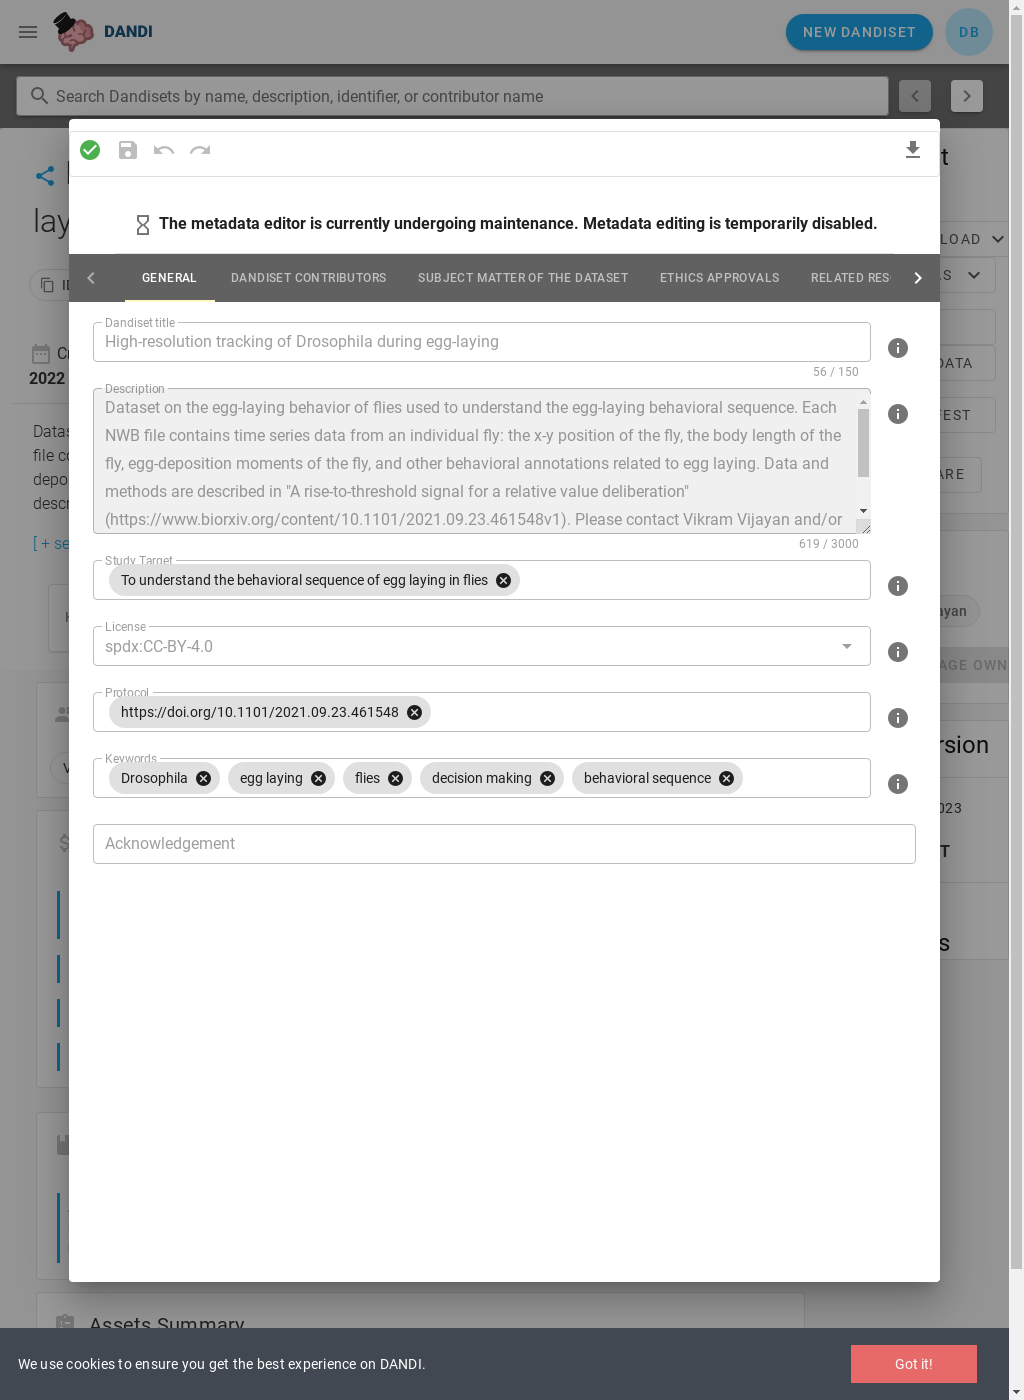 DANDI
NEW DANDISET
DB
Search Dandisets by name, description, identifier, or contributor name
The metadata editor is currently undergoing maintenance. Metadata editing is temporarily disabled.
GENERAL
DANDISET CONTRIBUTORS
SUBJECT MATTER OF THE DATASET
ETHICS APPROVALS
RELATED RES
Dandiset title
High-resolution tracking of Drosophila during egg-laying
56 / 150
Description
Dataset on the egg-laying behavior of flies used to understand the egg-laying behavioral sequence. Each
NWB file contains time series data from an individual fly: the x-y position of the fly, the body length of the
fly, egg-deposition moments of the fly, and other behavioral annotations related to egg laying. Data and
methods are described in "A rise-to-threshold signal for a relative value deliberation"
(https://www.biorxiv.org/content/10.1101/2021.09.23.461548v1). Please contact Vikram Vijayan and/or
619 / 3000
Study Target
To understand the behavioral sequence of egg laying in flies
License
spdx:CC-BY-4.0
Protocol
https://doi.org/10.1101/2021.09.23.461548
Keywords
Drosophila
egg laying
flies
decision making
behavioral sequence
Acknowledgement
lay
2022
Datas
file co
depo
descr
[ + se
LOAD
LS
DATA
ARE
ayan
AGE OWN
rsion
023
T
s
Assets Summary
We use cookies to ensure you get the best experience on DANDI.
Got it!